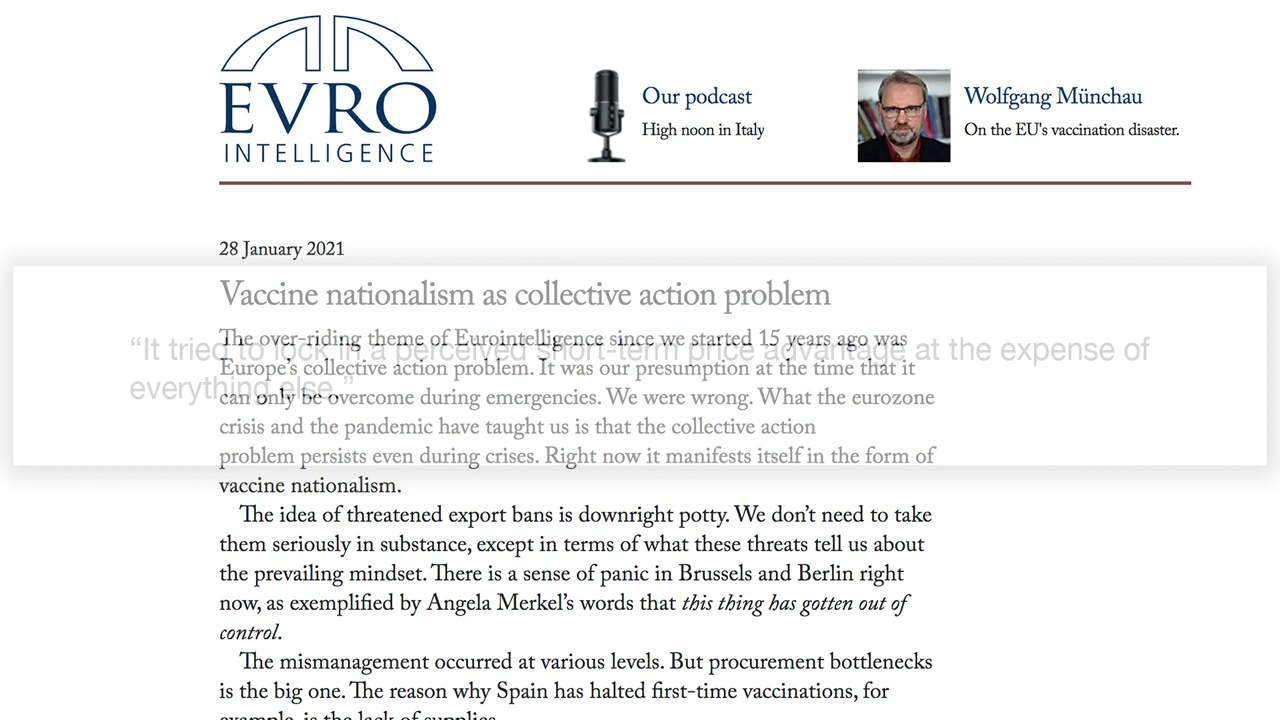 EVRO
INTELLIGENCE
Our podcast
High noon in Italy
Wolfgang Münchau
On the EU's vaccination disaster.
28 January 2021
Vaccine nationalism as collective action problem
The over-riding theme of Eurointelligence since we started 15 years ago was
Europe’s collective action problem. It was our presumption at the time that it
can only be overcome during emergencies. We were wrong. What the eurozone
crisis and the pandemic have taught us is that the collective action
problem persists even during crises. Right now it manifests itself in the form of
vaccine nationalism.
“It tried to lock in a perceived short-term price advantage at the expense of
everything else.”
The idea of threatened export bans is downright potty. We don’t need to take
them seriously in substance, except in terms of what these threats tell us about
the prevailing mindset. There is a sense of panic in Brussels and Berlin right
now, as exemplified by Angela Merkel’s words that this thing has gotten out of
control.
The mismanagement occurred at various levels. But procurement bottlenecks
is the big one. The reason why Spain has halted first-time vaccinations, for
example, is the lack of supplies.